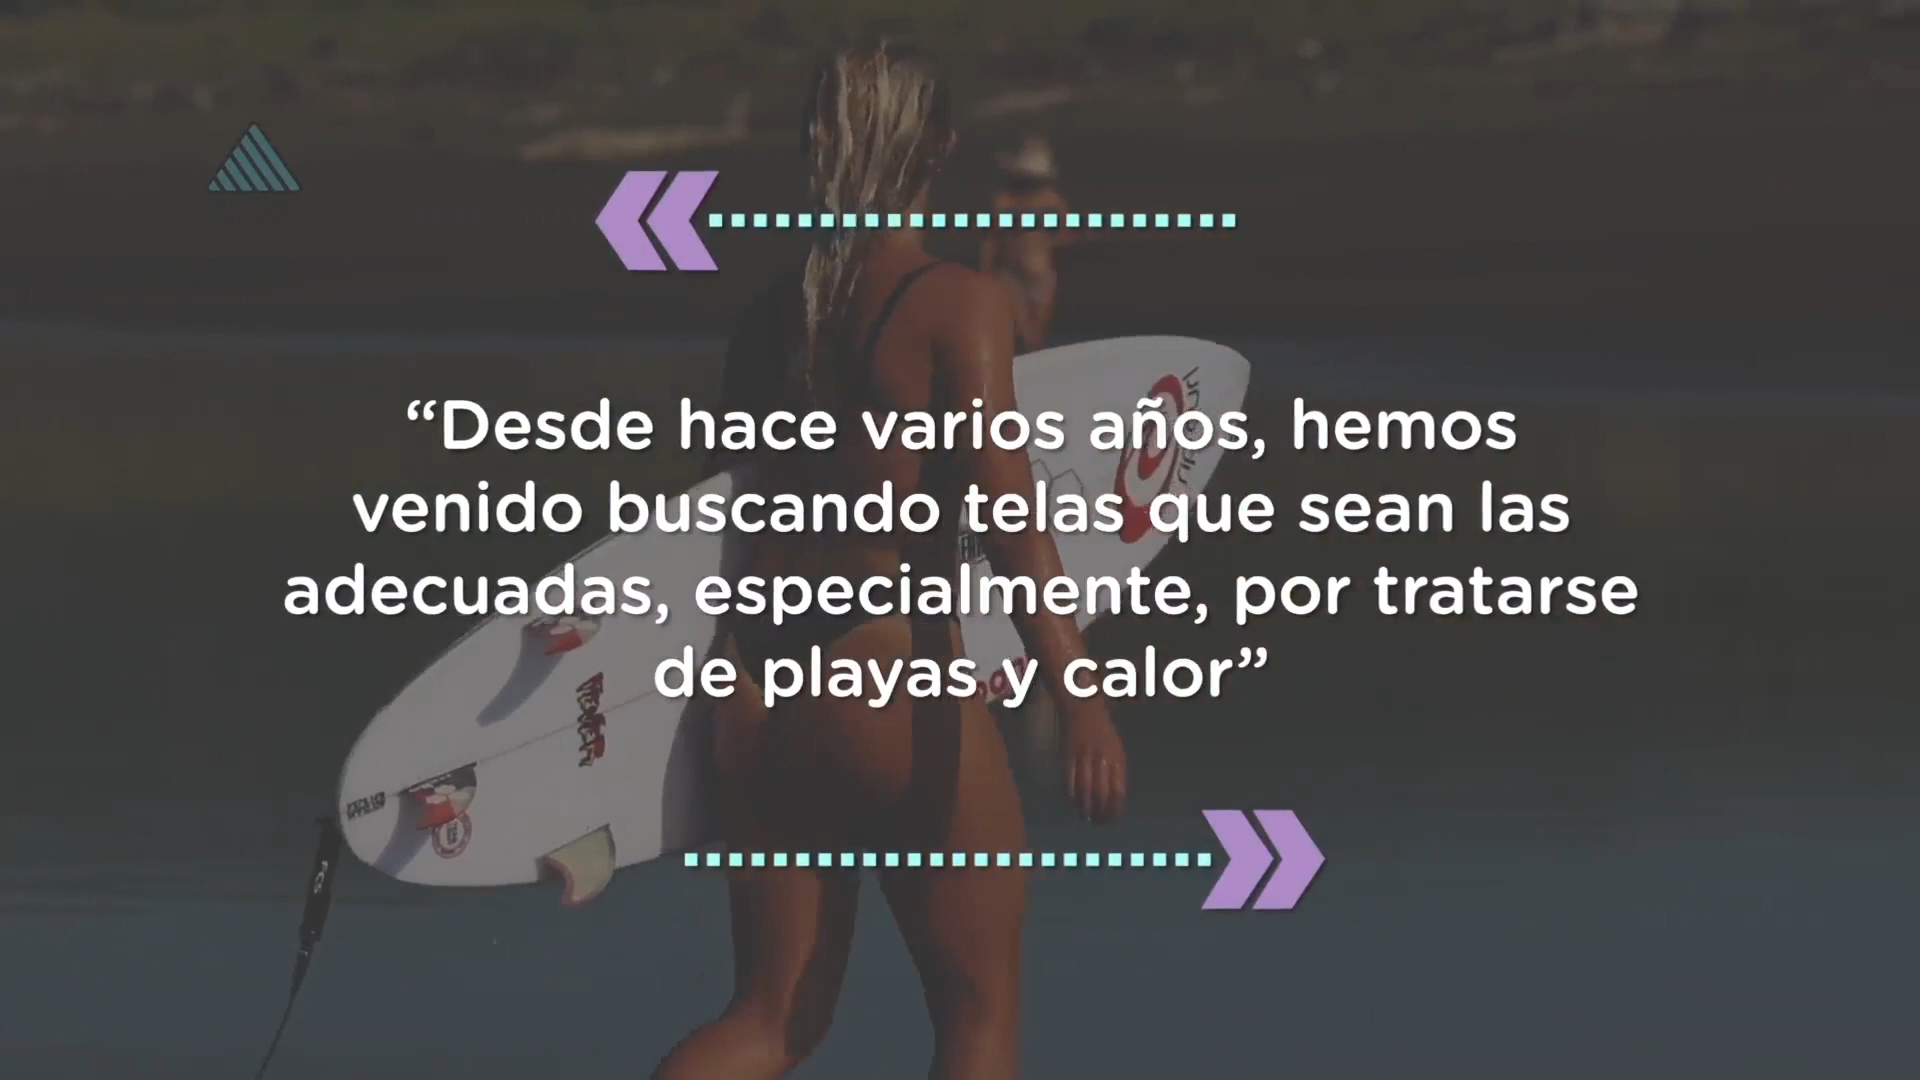 “Desde hace varios años, hemos
venido buscando telas que sean las
adecuadas, especialmente, por tratarse
de playas y calor”